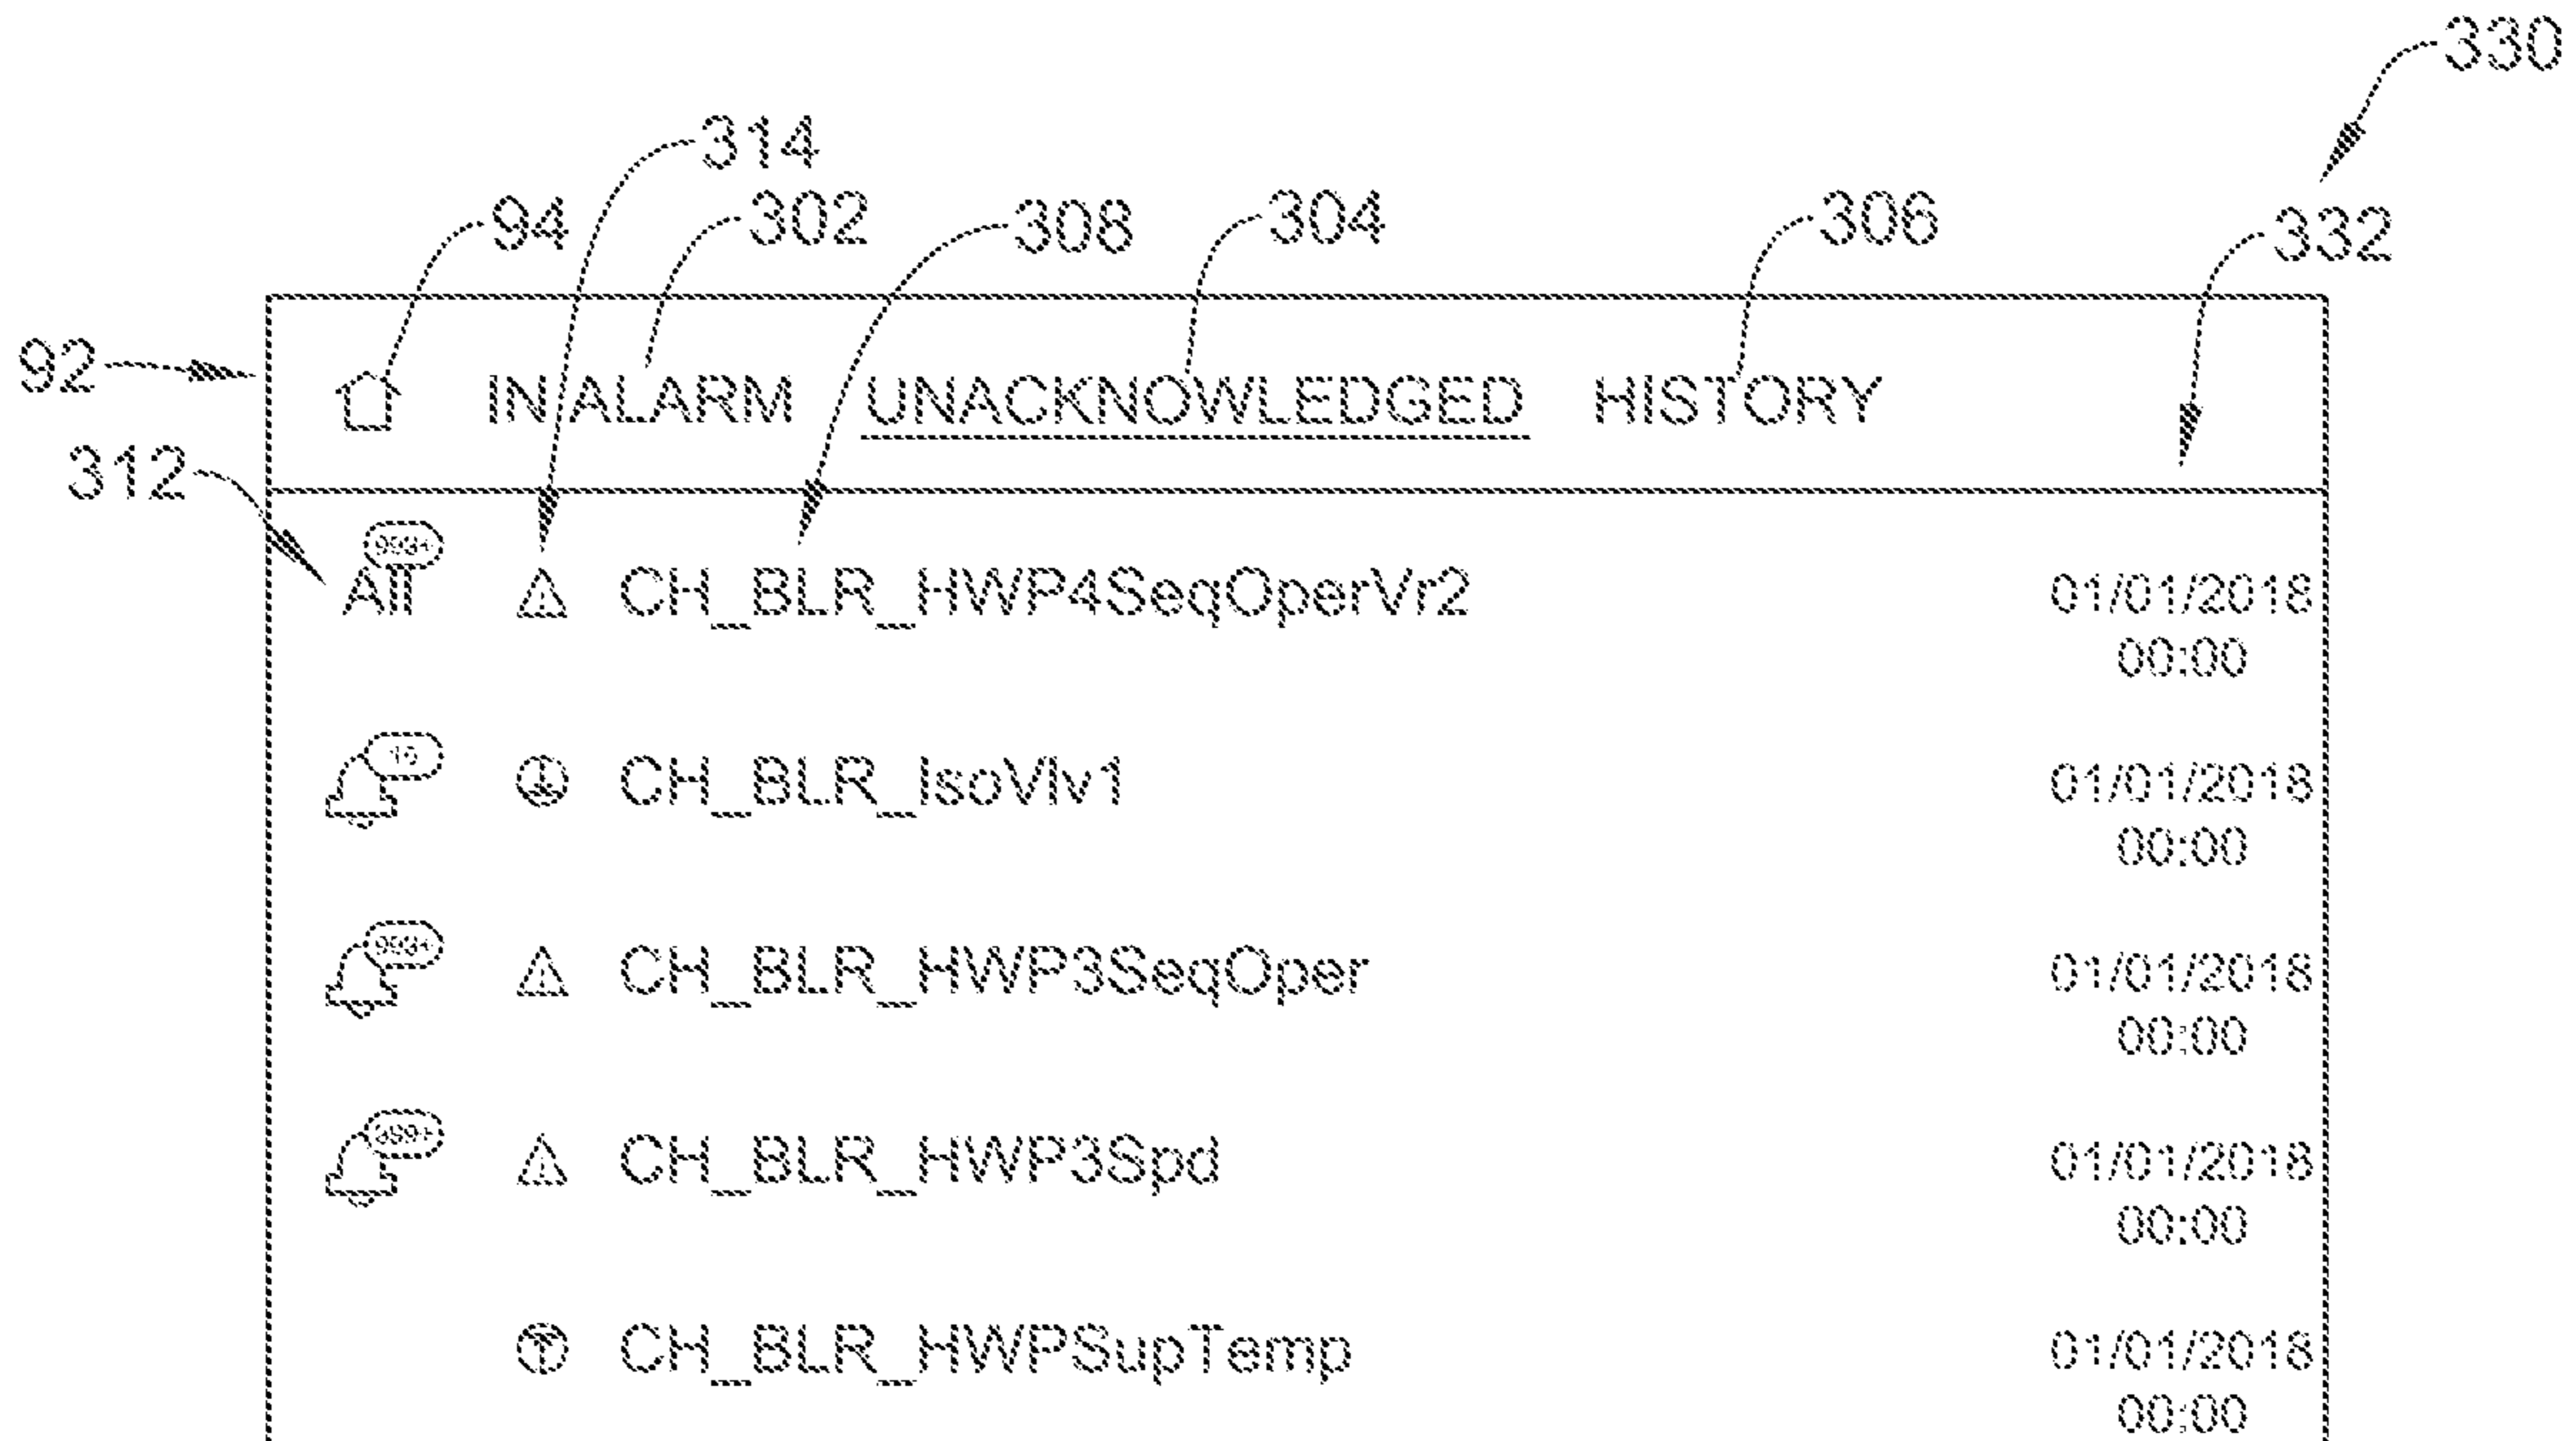 330
314
94 302 308 304 306 332
92
IN ALARM UNACKNOWLEDGED HISTORY
312
999+
All CH_BLR_HWP4SeqOperVr2 01/01/2018
00:00
CH_BLR_IsoVlv1 01/01/2018
00:00
999+
CH_BLR_HWP3SeqOper 01/01/2018
00:00
999+
CH_BLR_HWP3Spd 01/01/2018
00:00
CH_BLR_HWPSupTemp 01/01/2018
00:00